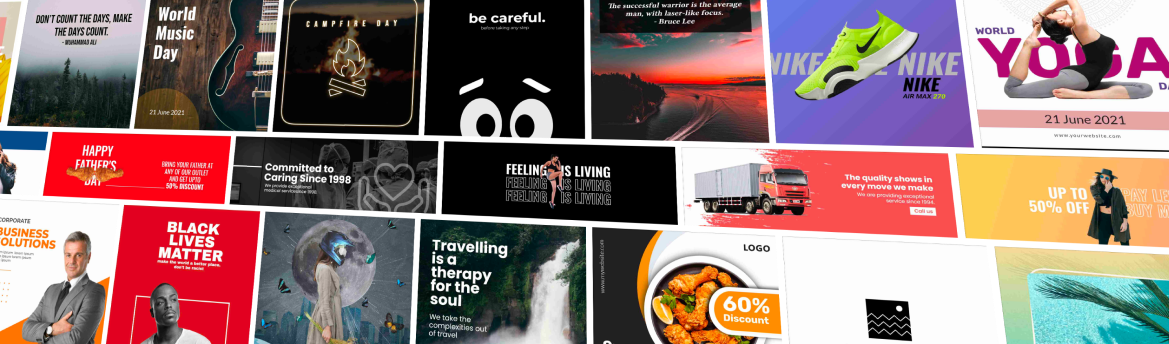 DON'T COUNT THE DAYS, MAKE
THE DAYS COUNT.
- MUHAMMAD ALI
World
Music
Day
21 June 2021
CAMPFIRE DAY
be careful.
before taking any step
The successful warrior is the average
man, with laser-like focus.
- Bruce Lee
NIKE
NIKE
NIKE
AIR MAX 270
WORLD
YOGA
DAY
21 June 2021
www.yourwebsite.com
HAPPY
FATHER'S
DAY
BRING YOUR FATHER AT
ANY OF OUR OUTLET
AND GET UPTO
50% DISCOUNT
Committed to
Caring Since 1998
We provide exceptional
medical service since 1998
FEELING IS LIVING
FEELING IS LIVING
FEELING IS LIVING
The quality shows in
every move we make
We are providing exceptional
service since 1994.
Call us
UP TO
50% OFF
PAY LE
BUY M
CORPORATE
BUSINESS
OLUTIONS
BLACK
LIVES
MATTER
make the world a better place,
don't be racist
Travelling
is a
therapy
for the
soul
We take the
complexities out
of travel
www.mywebsite.com
LOGO
60%
Discount